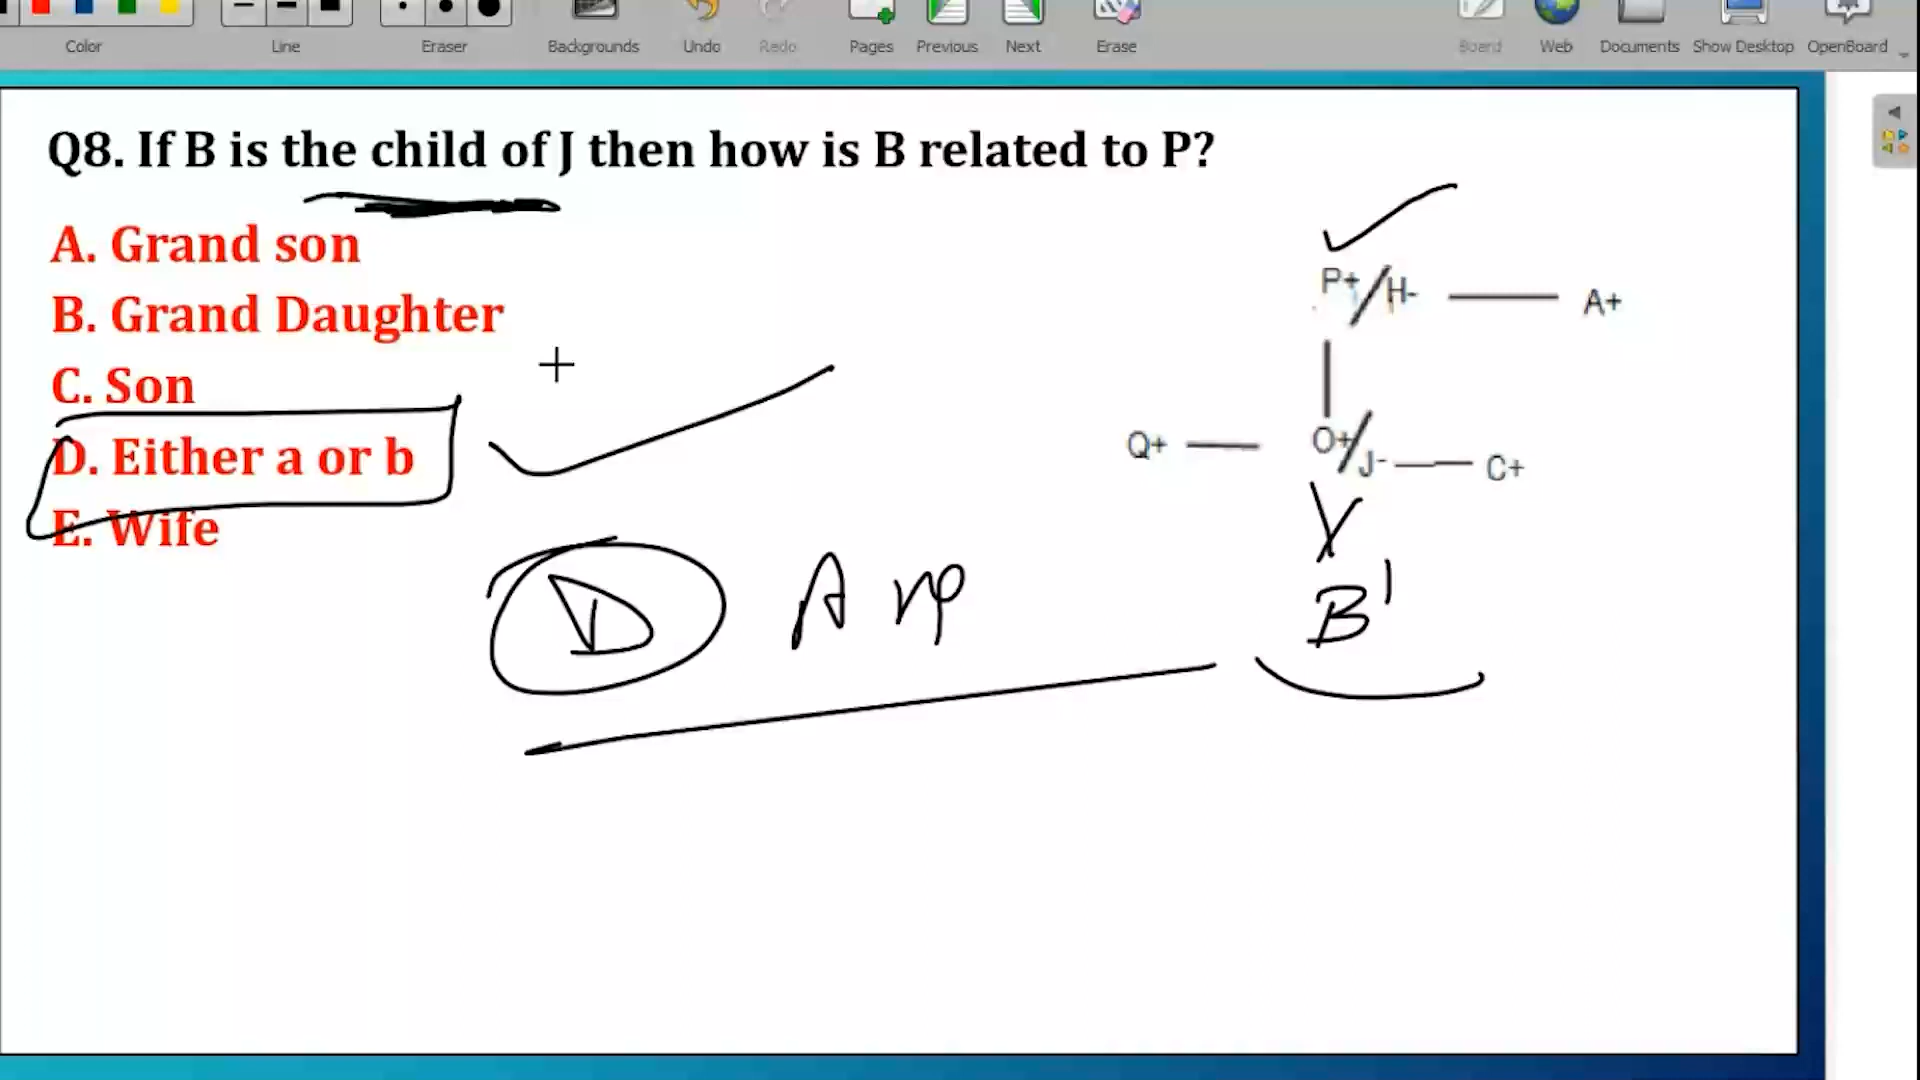 Color Line Eraser Backgrounds Undo Redo Pages Previous Next Erase Board Web Documents Show Desktop OpenBoard
Q8. If B is the child of J then how is B related to P?
A. Grand son
B. Grand Daughter
C. Son
D. Either a or b
E. Wife
P+/H- — A+
Q+ — O+/J- — C+
B
D